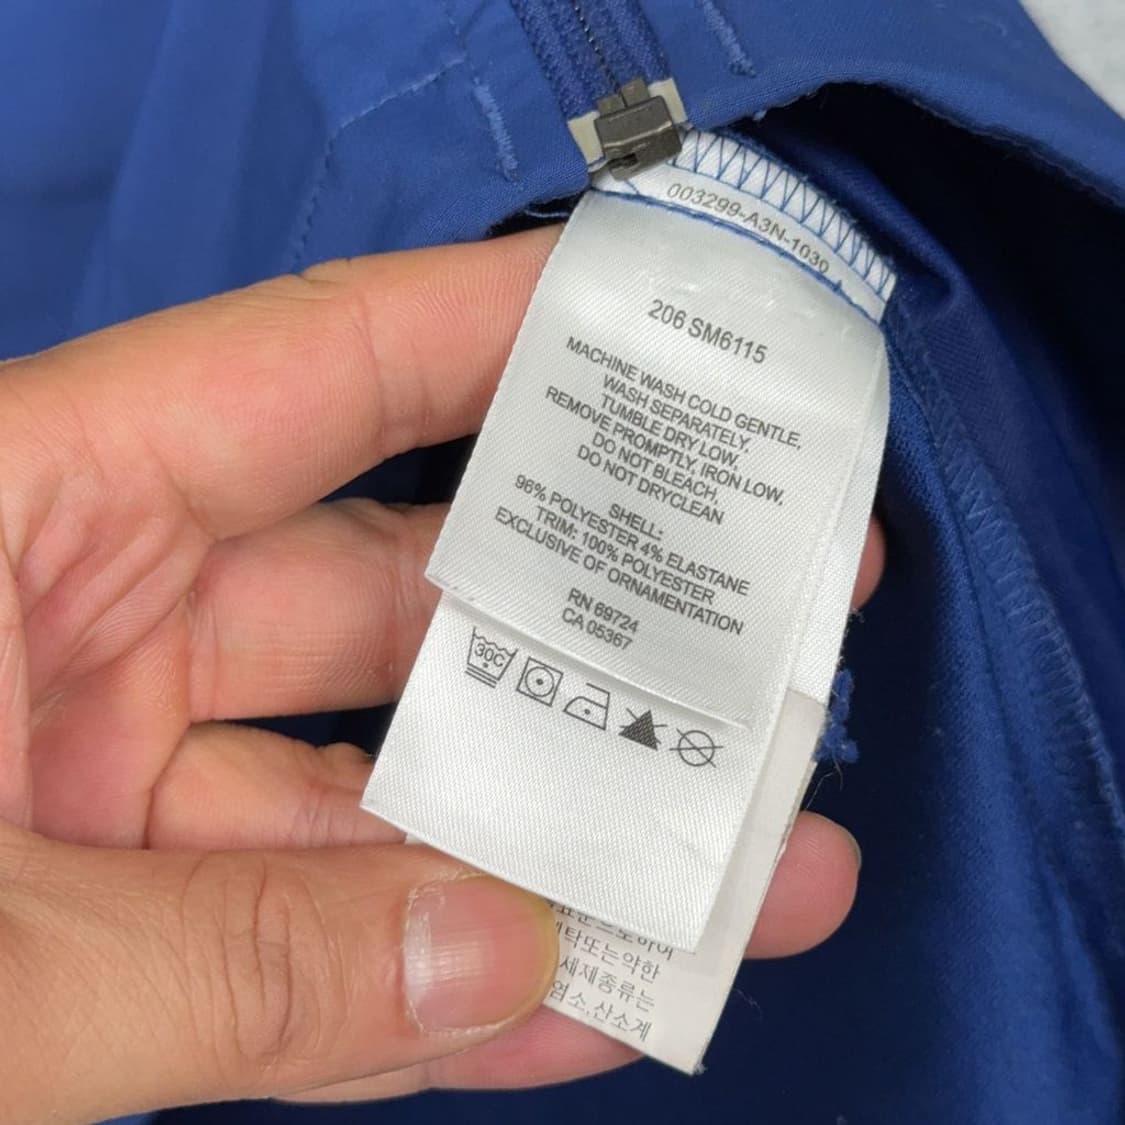 003299-A3N-1030
206 SM6115
MACHINE WASH COLD GENTLE,
WASH SEPARATELY,
TUMBLE DRY LOW,
REMOVE PROMPTLY, IRON LOW,
DO NOT BLEACH,
DO NOT DRYCLEAN
SHELL:
96% POLYESTER 4% ELASTANE
TRIM: 100% POLYESTER
EXCLUSIVE OF ORNAMENTATION
RN 69724
CA 05367
30C
세제종류는
산소계